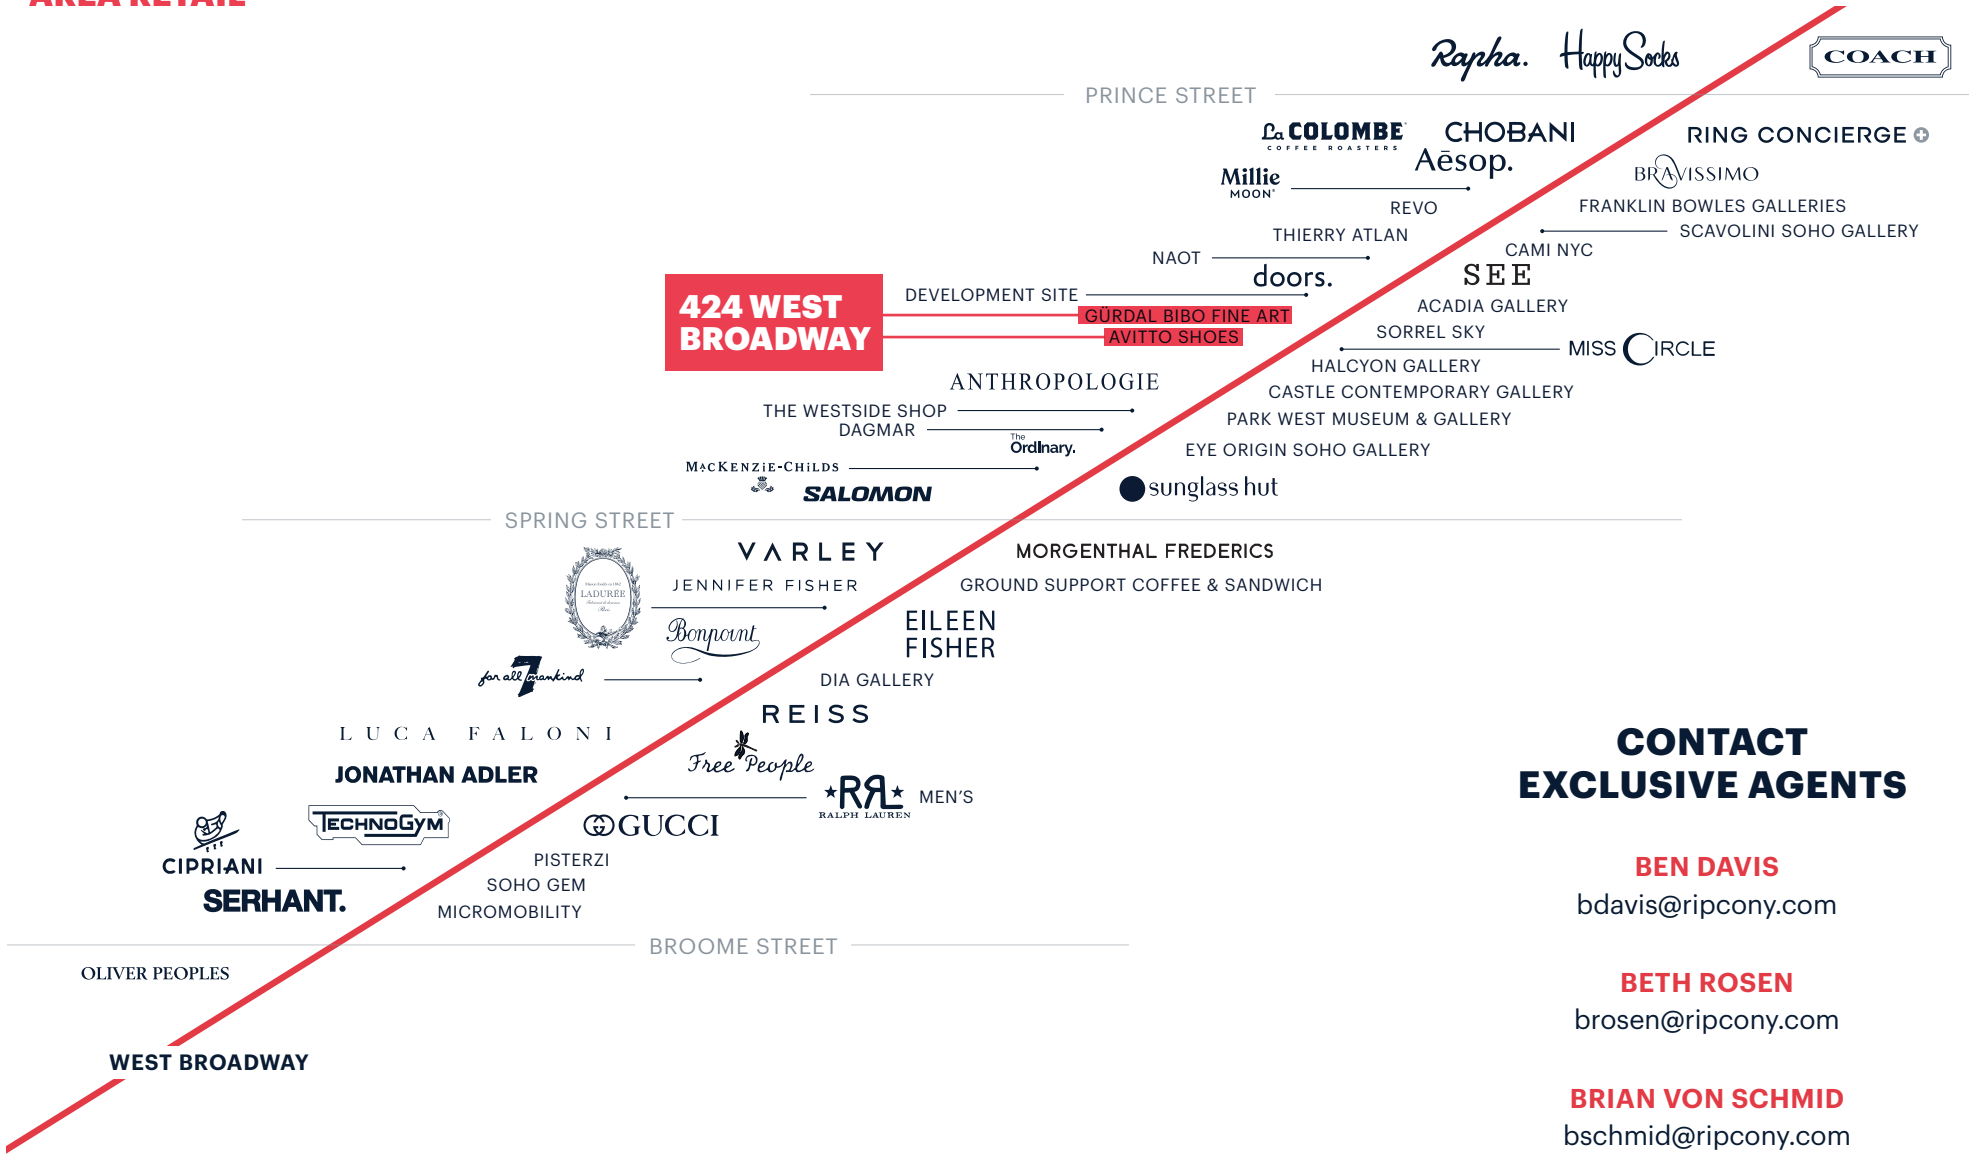 AREA RETAIL
Rapha.
Happy Socks
COACH
PRINCE STREET
La COLOMBE
COFFEE ROASTERS
CHOBANI
RING CONCIERGE
Aēsop.
Millie
MOON
BRAVISSIMO
REVO
FRANKLIN BOWLES GALLERIES
THIERRY ATLAN
SCAVOLINI SOHO GALLERY
NAOT
CAMI NYC
doors.
SEE
DEVELOPMENT SITE
424 WEST
BROADWAY
GÜRDAL BIBO FINE ART
ACADIA GALLERY
AVITTO SHOES
SORREL SKY
MISS CIRCLE
HALCYON GALLERY
ANTHROPOLOGIE
CASTLE CONTEMPORARY GALLERY
THE WESTSIDE SHOP
PARK WEST MUSEUM & GALLERY
DAGMAR
The
Ordinary.
EYE ORIGIN SOHO GALLERY
MACKENZIE-CHILDS
SALOMON
sunglass hut
SPRING STREET
VARLEY
MORGENTHAL FREDERICS
JENNIFER FISHER
GROUND SUPPORT COFFEE & SANDWICH
LADURÉE
Paris
Bonpoint
EILEEN
FISHER
for all 7 mankind
DIA GALLERY
REISS
LUCA FALONI
Free People
JONATHAN ADLER
RRL
RALPH LAUREN
MEN'S
TECHNOGYM
GUCCI
CIPRIANI
PISTERZI
SERHANT.
SOHO GEM
MICROMOBILITY
BROOME STREET
OLIVER PEOPLES
WEST BROADWAY
CONTACT
EXCLUSIVE AGENTS
BEN DAVIS
bdavis@ripcony.com
BETH ROSEN
brosen@ripcony.com
BRIAN VON SCHMID
bschmid@ripcony.com